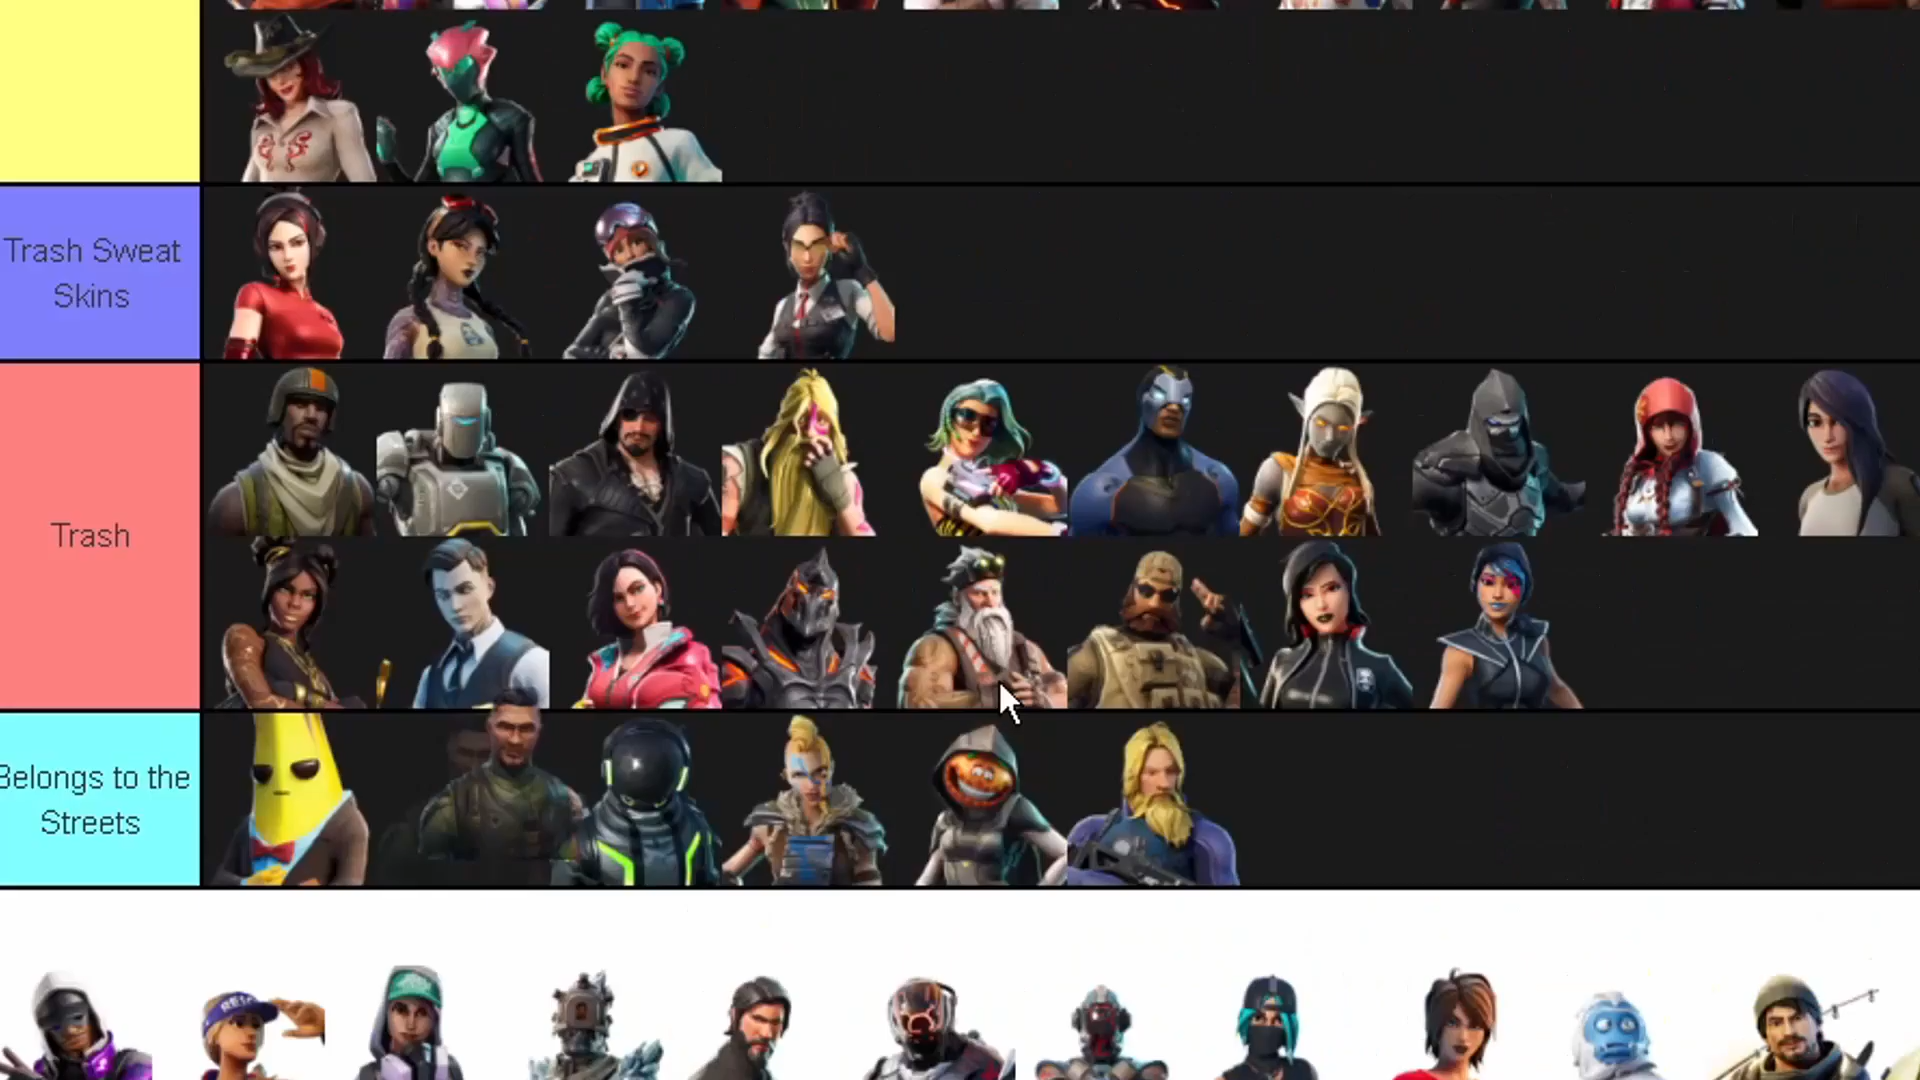 Trash Sweat
Skins
Trash
Belongs to the
Streets